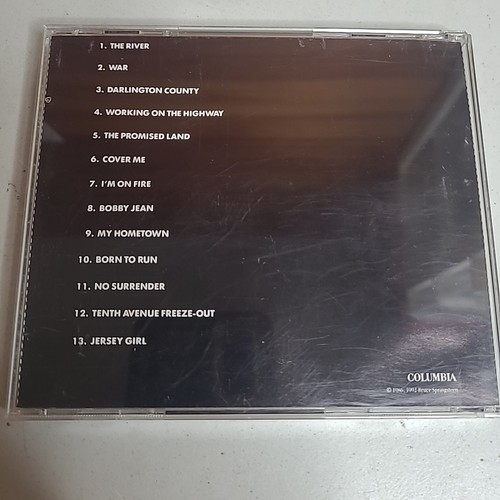 1. THE RIVER
2. WAR
3. DARLINGTON COUNTY
4. WORKING ON THE HIGHWAY
5. THE PROMISED LAND
6. COVER ME
7. I'M ON FIRE
8. BOBBY JEAN
9. MY HOMETOWN
10. BORN TO RUN
11. NO SURRENDER
12. TENTH AVENUE FREEZE-OUT
13. JERSEY GIRL
COLUMBIA
Bruce Springsteen